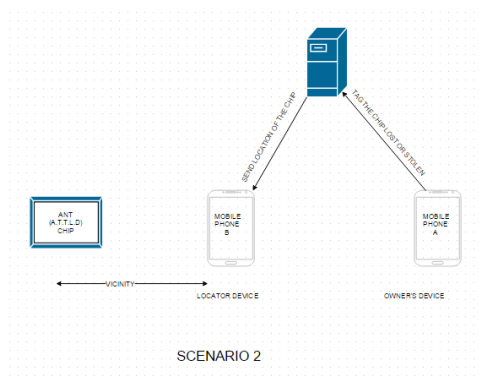 SEND LOCATION OF THE CHIP
TAG THE CHIP LOST OR STOLEN
ANT
(A.T.T.L.D)
CHIP
MOBILE
PHONE
B
MOBILE
PHONE
A
VICINITY
LOCATOR DEVICE
OWNER'S DEVICE
SCENARIO 2